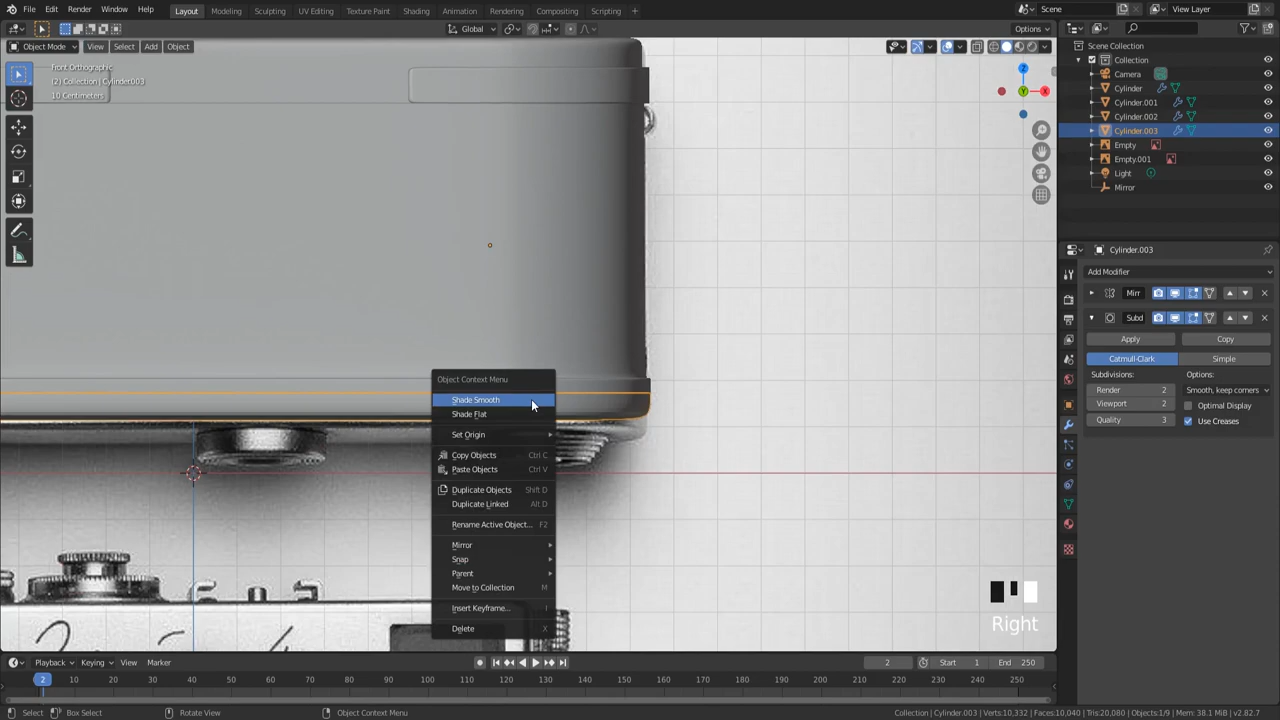 File Edit Render Window Help Layout Modeling Sculpting UV Editing Texture Paint Shading Animation Rendering Compositing Scripting + Scene View Layer
Global Options
Object Mode View Select Add Object
Front Orthographic
(2) Collection | Cylinder.003
10 Centimeters
Z
Y
X
Scene Collection
Collection
Camera
Cylinder
Cylinder.001
Cylinder.002
Cylinder.003
Empty
Empty.001
Light
Mirror
Cylinder.003
Add Modifier
Mirr
Subd
Apply Copy
Catmull-Clark Simple
Subdivisions: Options:
Render 2 Smooth, keep corners
Viewport 2 Optimal Display
Quality 3 Use Creases
Object Context Menu
Shade Smooth
Shade Flat
Set Origin
Copy Objects Ctrl C
Paste Objects Ctrl V
Duplicate Objects Shift D
Duplicate Linked Alt D
Rename Active Object... F2
Mirror
Snap
Parent
Move to Collection M
Insert Keyframe... I
Delete X
2 4
Right
Playback Keying View Marker 2 Start 1 End 250
2 10 20 30 40 50 60 70 80 90 100 110 120 130 140 150 160 170 180 190 200 210 220 230 240 250
Select Box Select Rotate View Object Context Menu Collection | Cylinder.003 | Verts:10,332 | Faces:10,040 | Tris:20,080 | Objects:1/9 | Mem: 38.1 MiB | v2.82.7